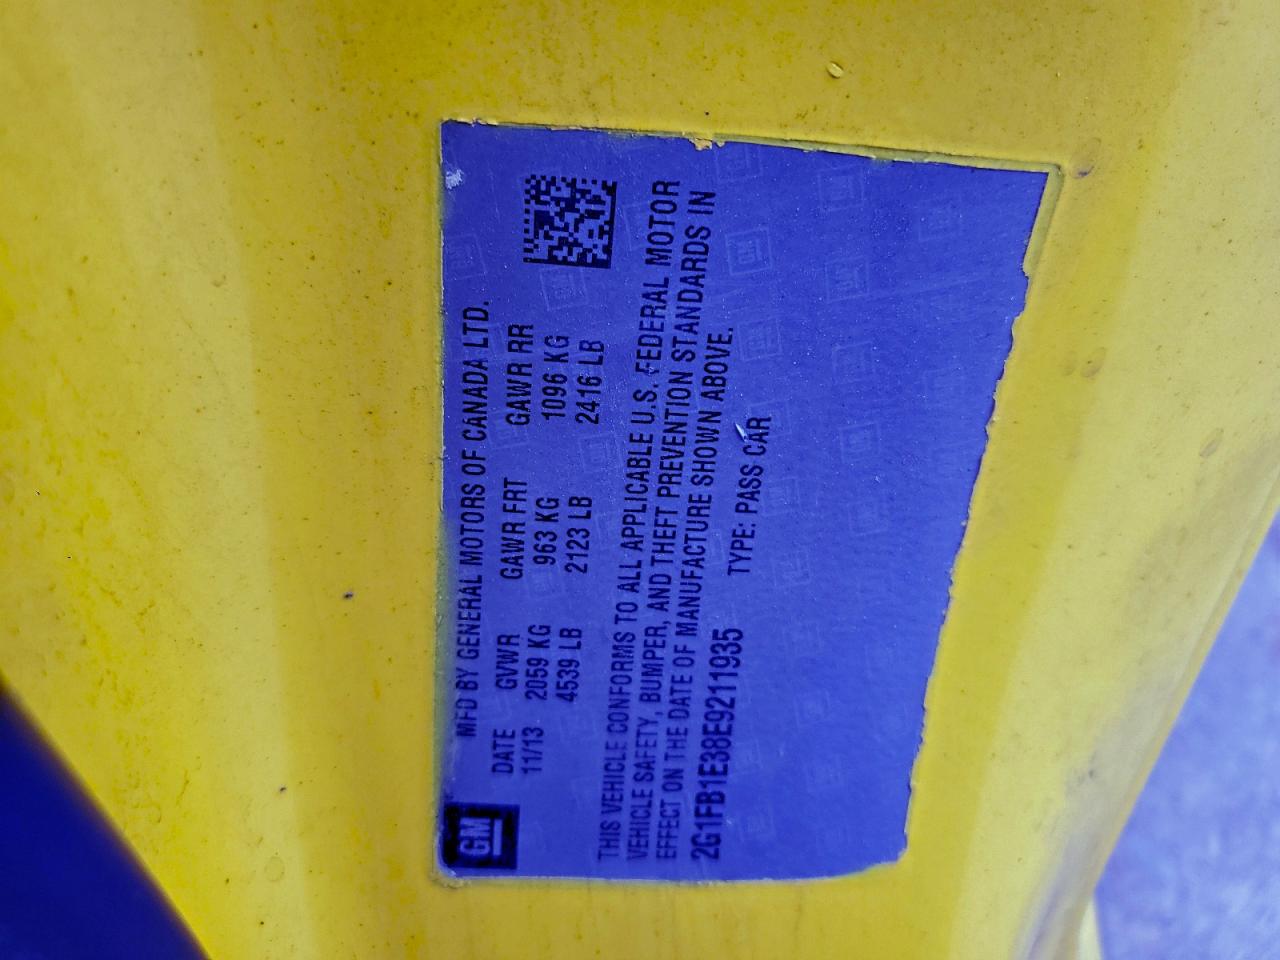 GM
MFD BY GENERAL MOTORS OF CANADA LTD.
DATE GVWR GAWR FRT GAWR RR
11/13 2059 KG 963 KG 1096 KG
4539 LB 2123 LB 2416 LB
THIS VEHICLE CONFORMS TO ALL APPLICABLE U.S. FEDERAL MOTOR
VEHICLE SAFETY, BUMPER, AND THEFT PREVENTION STANDARDS IN
EFFECT ON THE DATE OF MANUFACTURE SHOWN ABOVE.
2G1FB1E38E9211935 TYPE: PASS CAR